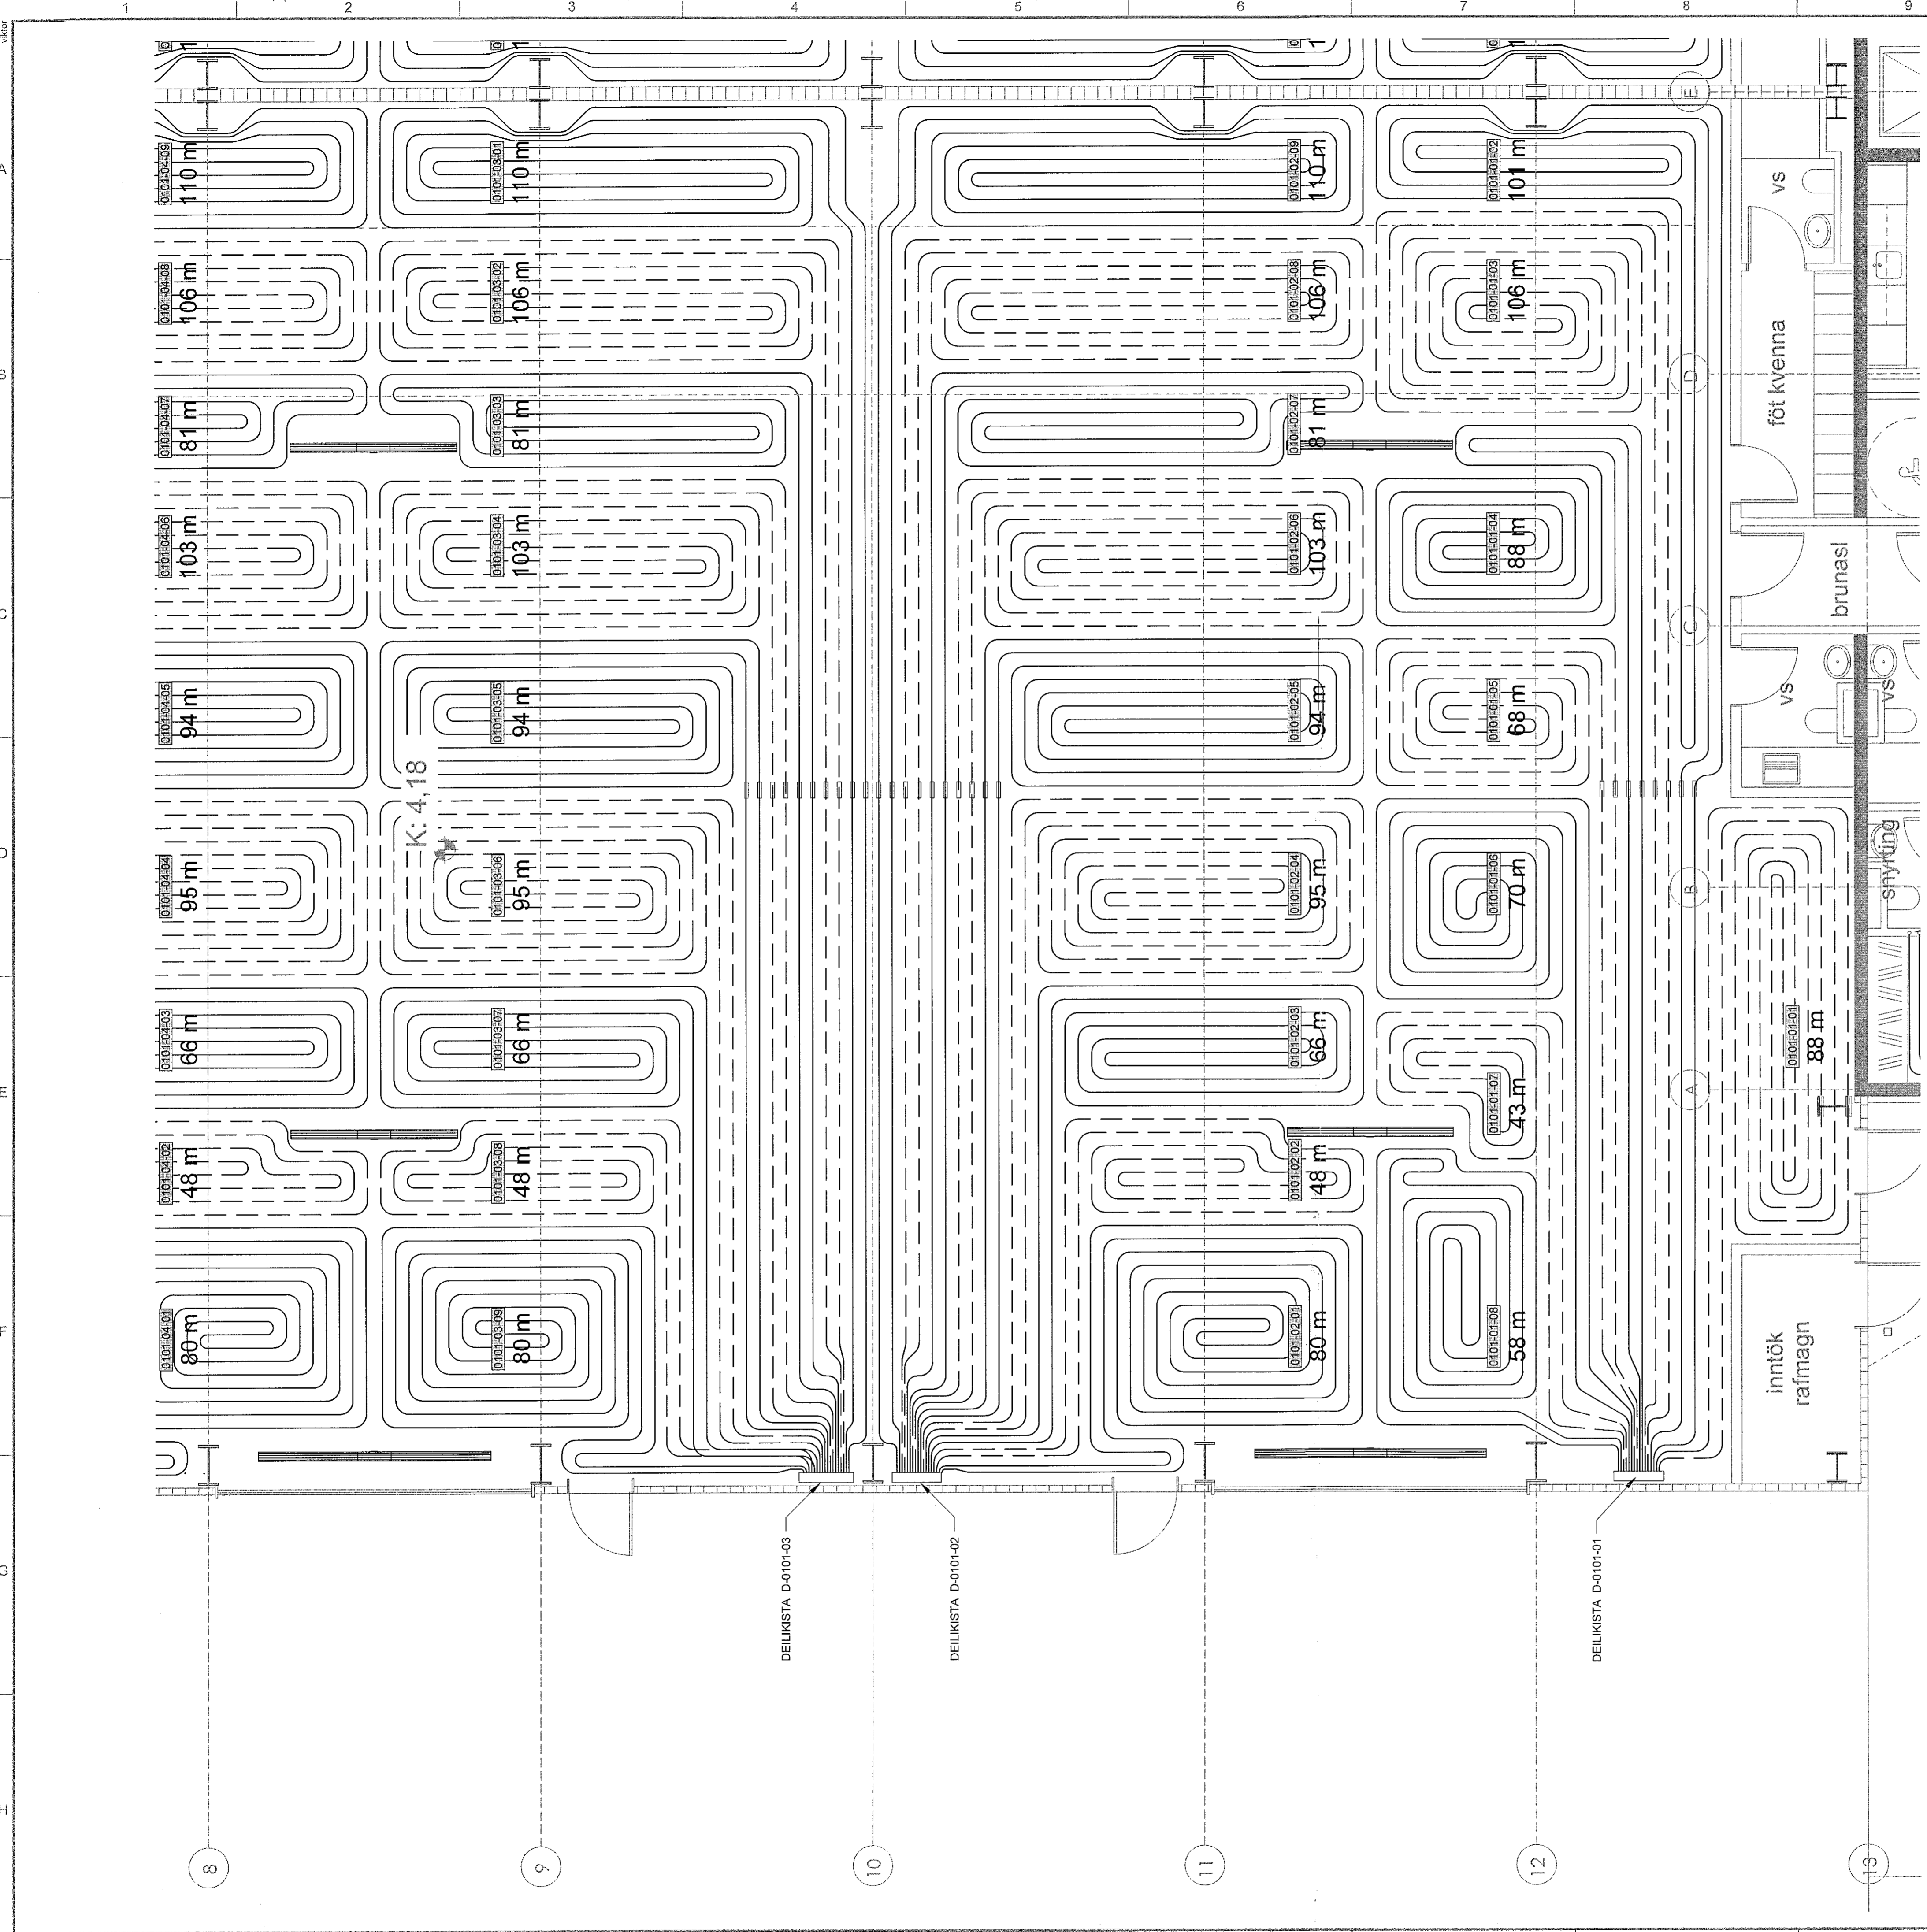 1 2 3 4 5 6 7 8 9
A
B
C
D
E
F
G
H
0101-04-09
110 m
0101-03-01
110 m
0101-02-09
110 m
0101-01-02
101 m
E
vs
0101-04-08
106 m
0101-03-02
106 m
0101-02-08
106 m
0101-01-03
106 m
D
föt kvenna
0101-04-07
81 m
0101-03-03
81 m
0101-02-07
81 m
0101-04-06
103 m
0101-03-04
103 m
0101-02-06
103 m
0101-01-04
88 m
C
brunasl
0101-04-05
94 m
0101-03-05
94 m
0101-02-05
94 m
0101-01-05
68 m
vs
vs
K: 4,18
0101-04-04
95 m
0101-03-06
95 m
0101-02-04
95 m
0101-01-06
70 m
B
snyrting
0101-04-03
66 m
0101-03-07
66 m
0101-02-03
66 m
0101-01-07
43 m
A
0101-01-01
88 m
0101-04-02
48 m
0101-03-08
48 m
0101-02-02
48 m
0101-04-01
80 m
0101-03-09
80 m
0101-02-01
80 m
0101-01-08
58 m
inntök
rafmagn
DEILIKISTA D-0101-03
DEILIKISTA D-0101-02
DEILIKISTA D-0101-01
8
9
10
11
12
13